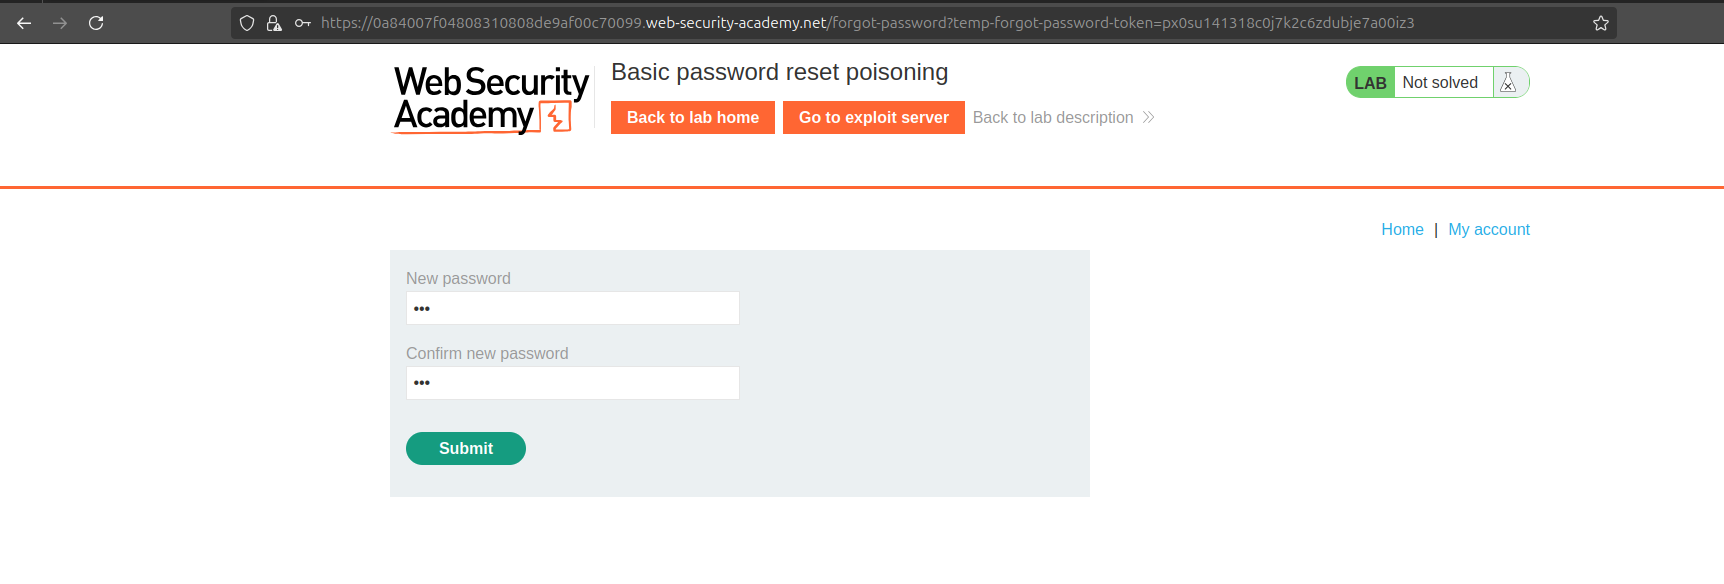 https://0a84007f04808310808de9af00c70099.web-security-academy.net/forgot-password?temp-forgot-password-token=px0su141318c0j7k2c6zdubje7a00iz3
Web Security
Academy
Basic password reset poisoning
Back to lab home
Go to exploit server
Back to lab description
LAB
Not solved
Home | My account
New password
•••
Confirm new password
•••
Submit